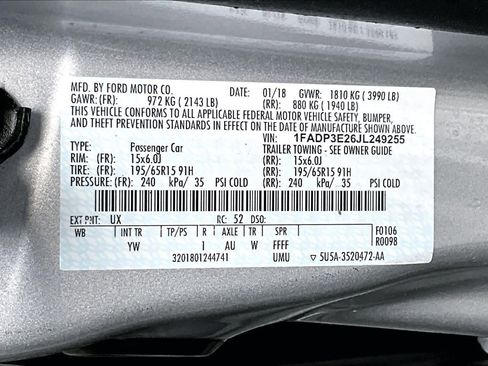 MFD. BY FORD MOTOR CO. DATE: 01/18 GVWR: 1810 KG ( 3990 LB)
GAWR: (FR): 972 KG ( 2143 LB) (RR): 880 KG ( 1940 LB)
THIS VEHICLE CONFORMS TO ALL APPLICABLE FEDERAL MOTOR VEHICLE SAFETY, BUMPER,
AND THEFT PREVENTION STANDARDS IN EFFECT ON THE DATE OF MANUFACTURE SHOWN ABOVE.
VIN: 1FADP3E26JL249255
TYPE: Passenger Car TRAILER TOWING - SEE OWNER GUIDE
RIM: (FR) 15x6.0J (RR): 15x6.0J
TIRE: (FR) 195/65R15 91H (RR): 195/65R15 91H
PRESSURE: (FR) 240 kPa/ 35 PSI COLD (RR): 240 kPa/ 35 PSI COLD
EXT PNT: UX RC: 52 DSO:
WB INT TR TP/PS R AXLE TR SPR F0106
YW 1 AU W FFFF R0098
3201801244741 UMU ▽ 5U5A-3520472-AA